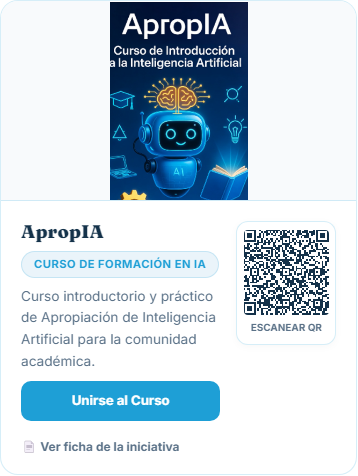 ApropIA
Curso de Introducción
a la Inteligencia Artificial
AI
ApropIA
CURSO DE FORMACIÓN EN IA
Curso introductorio y práctico
de Apropiación de Inteligencia
Artificial para la comunidad
académica.
ESCANEAR QR
Unirse al Curso
Ver ficha de la iniciativa